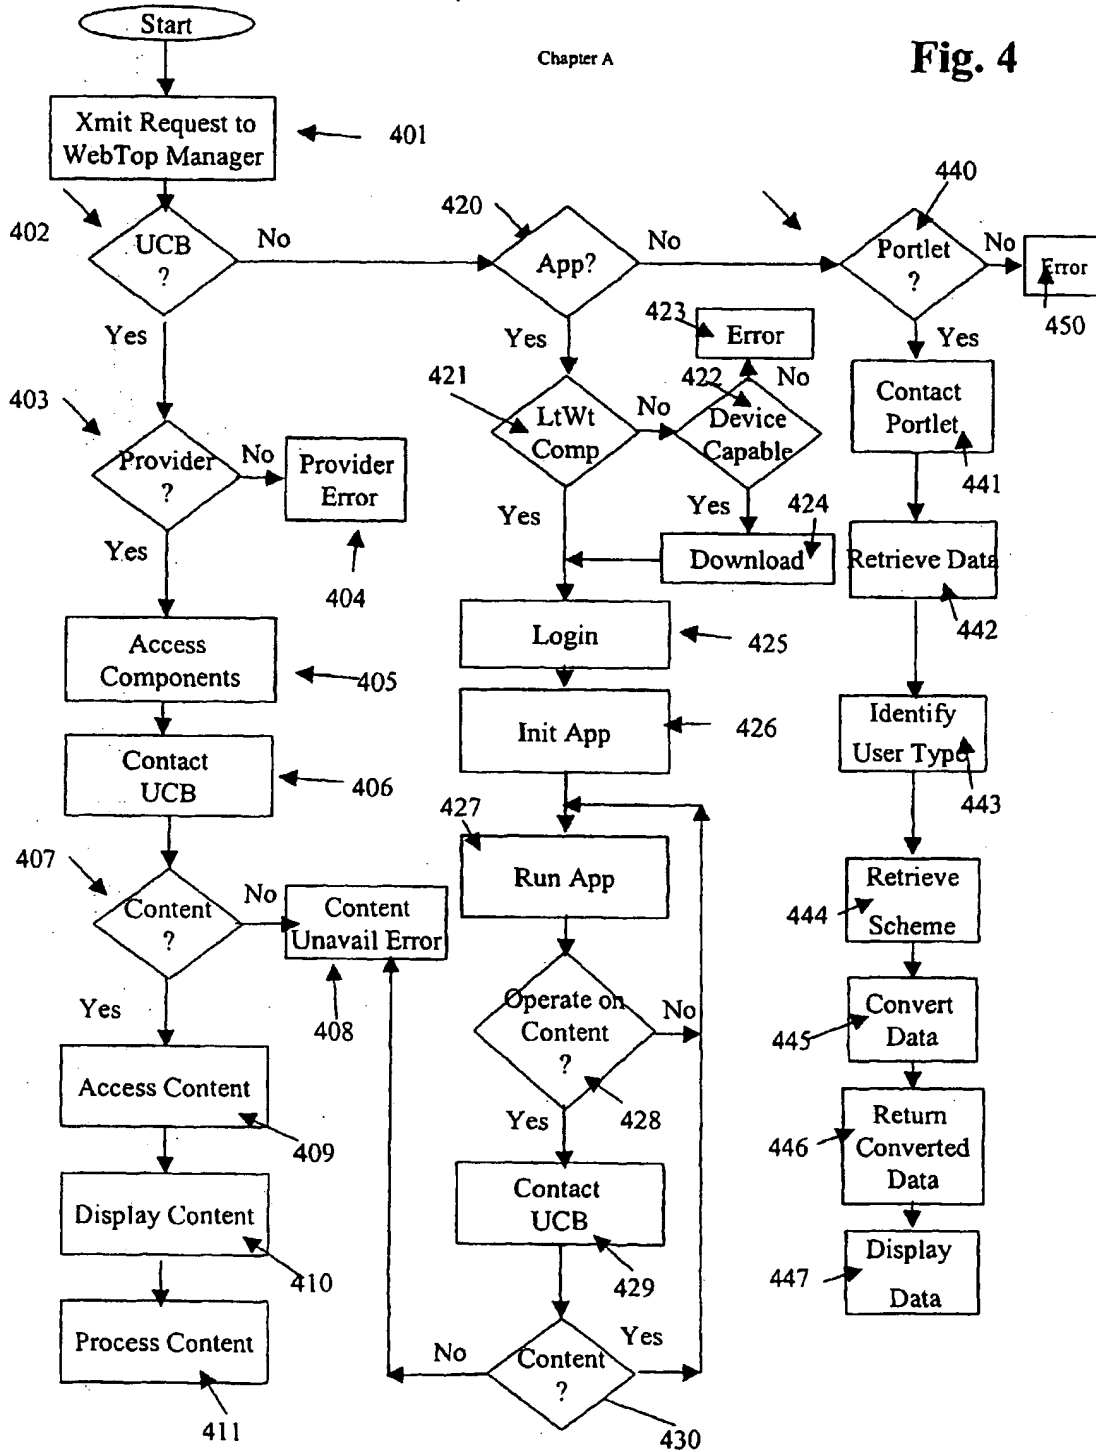 Start
Chapter A
Fig. 4
Xmit Request to
WebTop Manager
401
402
UCB
?
No
Yes
420
App?
No
Yes
440
Portlet
?
No
Yes
Error
450
403
Provider
?
No
Yes
Provider
Error
404
Access
Components
405
Contact
UCB
406
407
Content
?
No
Yes
Content
Unavail Error
408
Access Content
409
Display Content
410
Process Content
411
421
LtWt
Comp
No
Yes
422
Device
Capable
No
Yes
423
Error
424
Download
Login
425
Init App
426
427
Run App
Operate on
Content
?
No
Yes
428
Contact
UCB
429
Content
?
No
Yes
430
Contact
Portlet
441
Retrieve Data
442
Identify
User Type
443
Retrieve
Scheme
444
Convert
Data
445
Return
Converted
Data
446
Display
Data
447